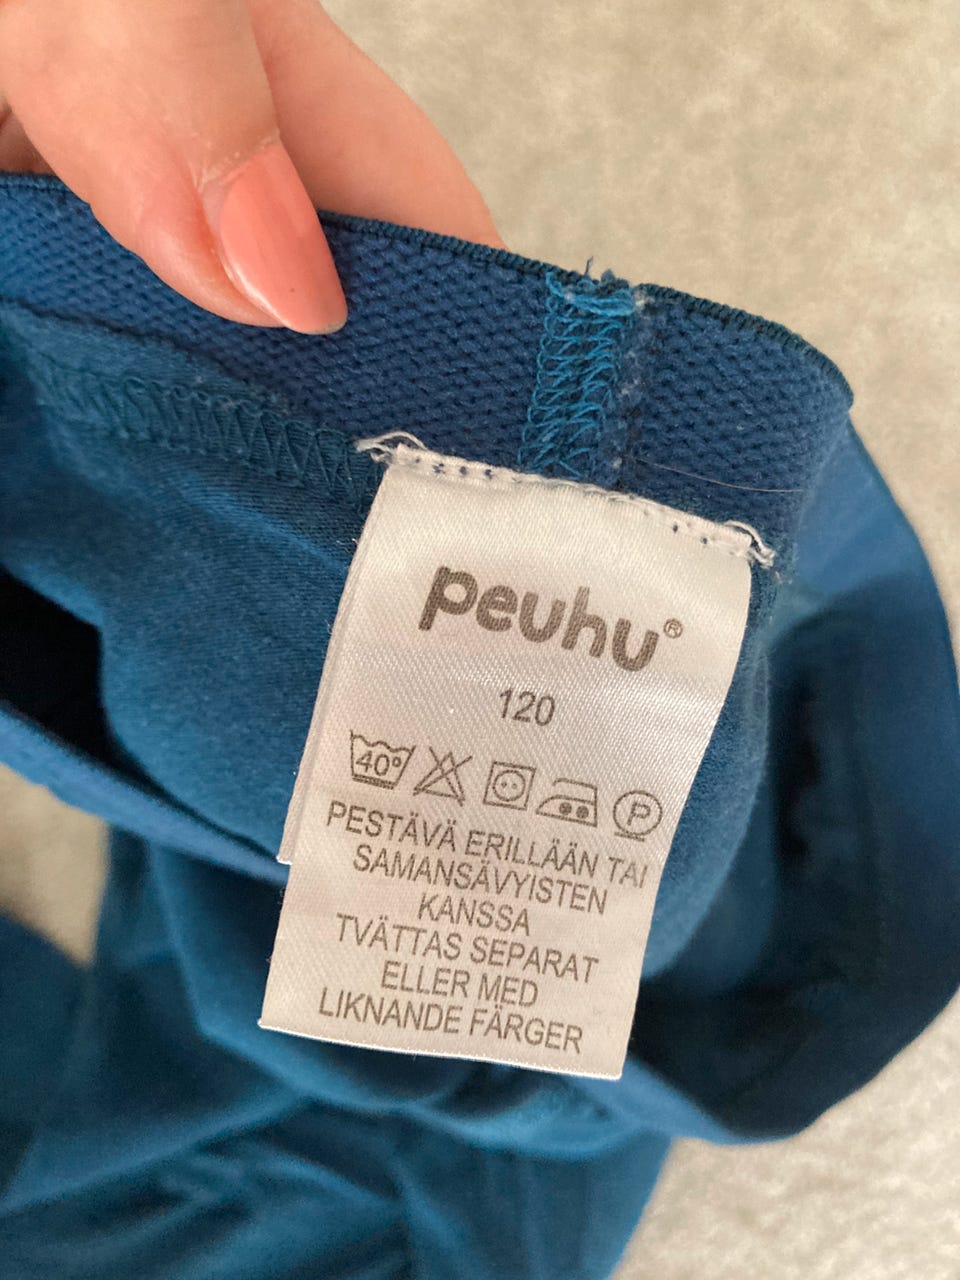 peuhu®
120
40° P
PESTÄVÄ ERILLÄÄN TAI
SAMANSÄVYISTEN
KANSSA
TVÄTTAS SEPARAT
ELLER MED
LIKNANDE FÄRGER